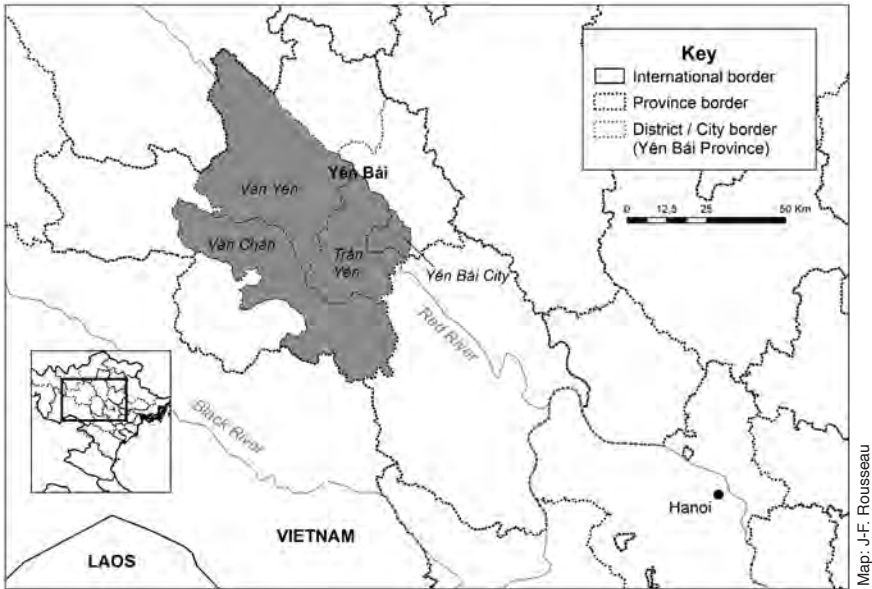 Key
International border
Province border
District / City border
(Yên Bái Province)
0 12,5 25 50 Km
Yên Bái
Văn Yên
Văn Chấn
Trấn
Yên
Yên Bái City
Red River
Black River
Hanoi
VIETNAM
LAOS
Map: J-F. Rousseau